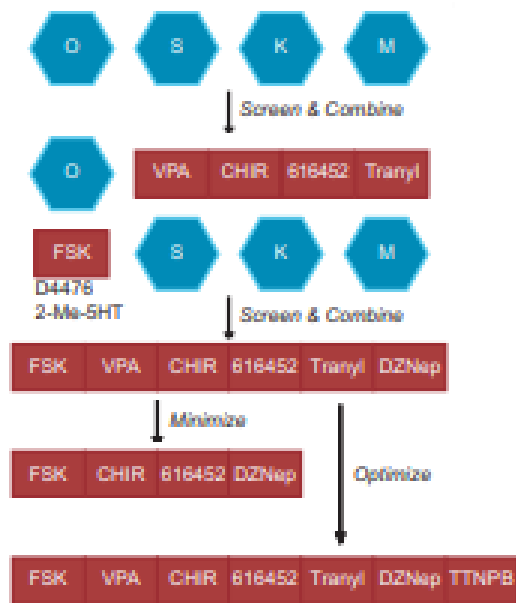 O S K M
Screen & Combine
O VPA CHIR 616452 Tranyl
FSK S K M
D4476
2-Me-5HT
Screen & Combine
FSK VPA CHIR 616452 Tranyl DZNep
Minimize
FSK CHIR 616452 DZNep
Optimize
FSK VPA CHIR 616452 Tranyl DZNep TTNPB